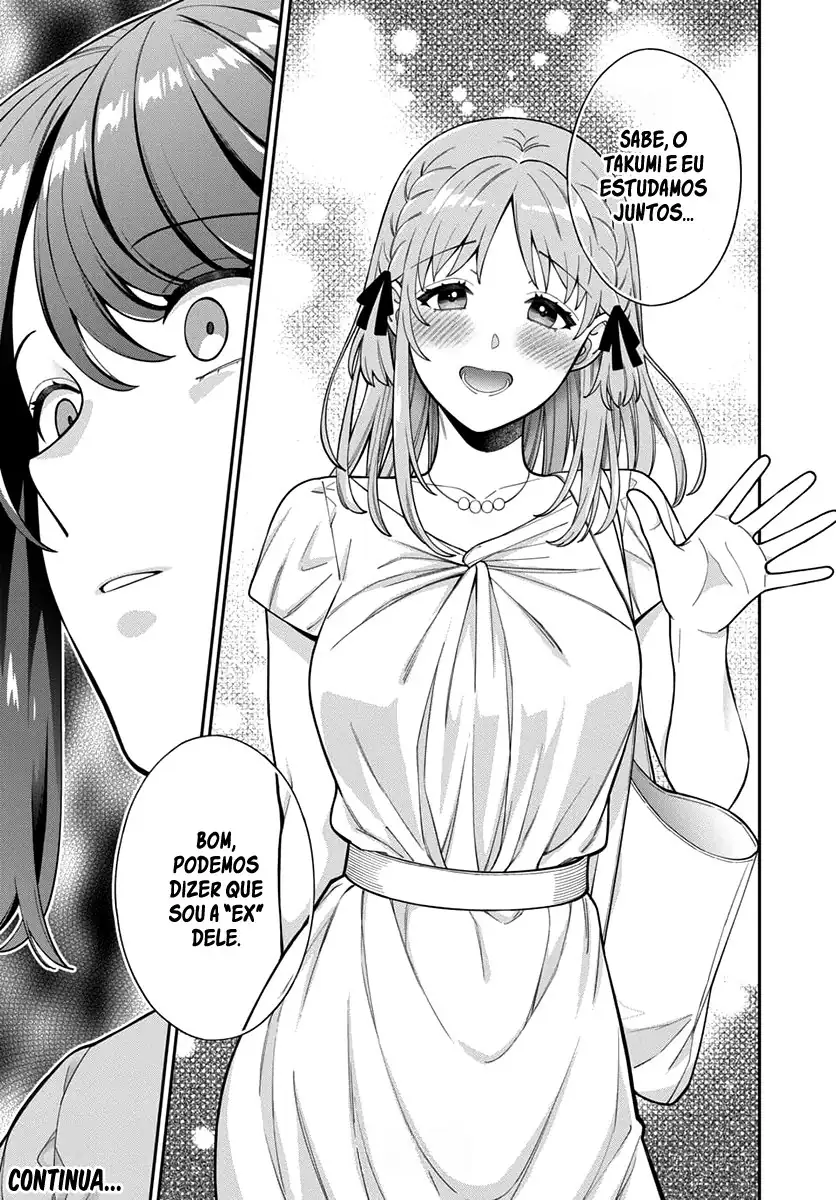 SABE, O
TAKUMI E EU
ESTUDAMOS
JUNTOS...
BOM,
PODEMOS
DIZER QUE
SOU A "EX"
DELE.
CONTINUA...